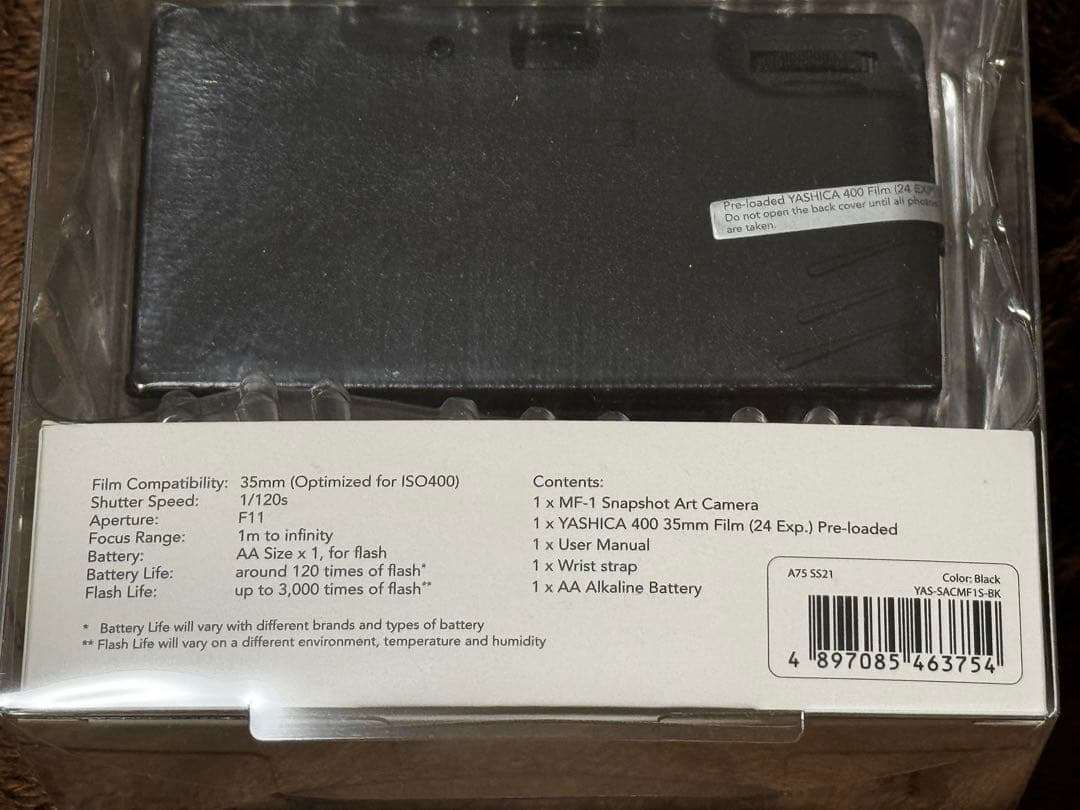 Pre-loaded YASHICA 400 Film (24 EXP
Do not open the back cover until all photos
are taken.
Film Compatibility: 35mm (Optimized for ISO400)
Shutter Speed: 1/120s
Aperture: F11
Focus Range: 1m to infinity
Battery: AA Size x 1, for flash
Battery Life: around 120 times of flash*
Flash Life: up to 3,000 times of flash**
* Battery Life will vary with different brands and types of battery
** Flash Life will vary on a different environment, temperature and humidity
Contents:
1 x MF-1 Snapshot Art Camera
1 x YASHICA 400 35mm Film (24 Exp.) Pre-loaded
1 x User Manual
1 x Wrist strap
1 x AA Alkaline Battery
A75 SS21
Color: Black
YAS-SACMF1S-BK
4 897085 463754